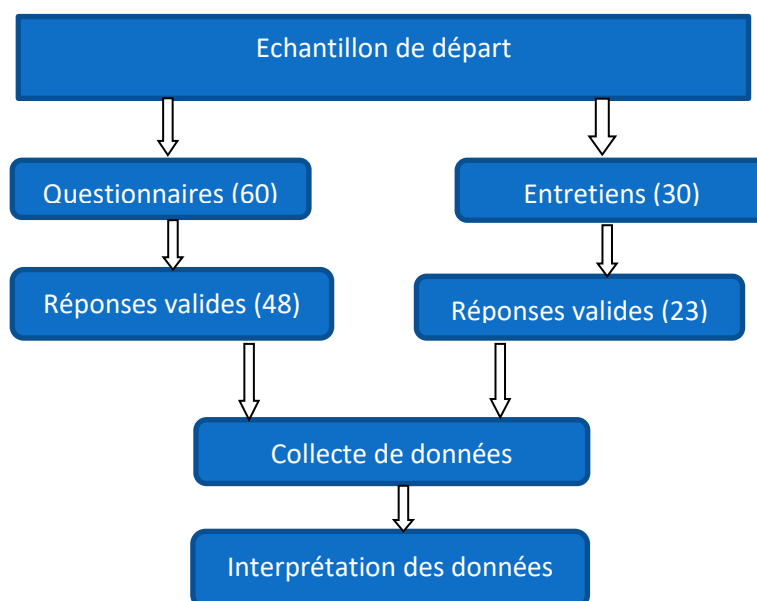 Echantillon de départ
Questionnaires (60)
Entretiens (30)
Réponses valides (48)
Réponses valides (23)
Collecte de données
Interprétation des données